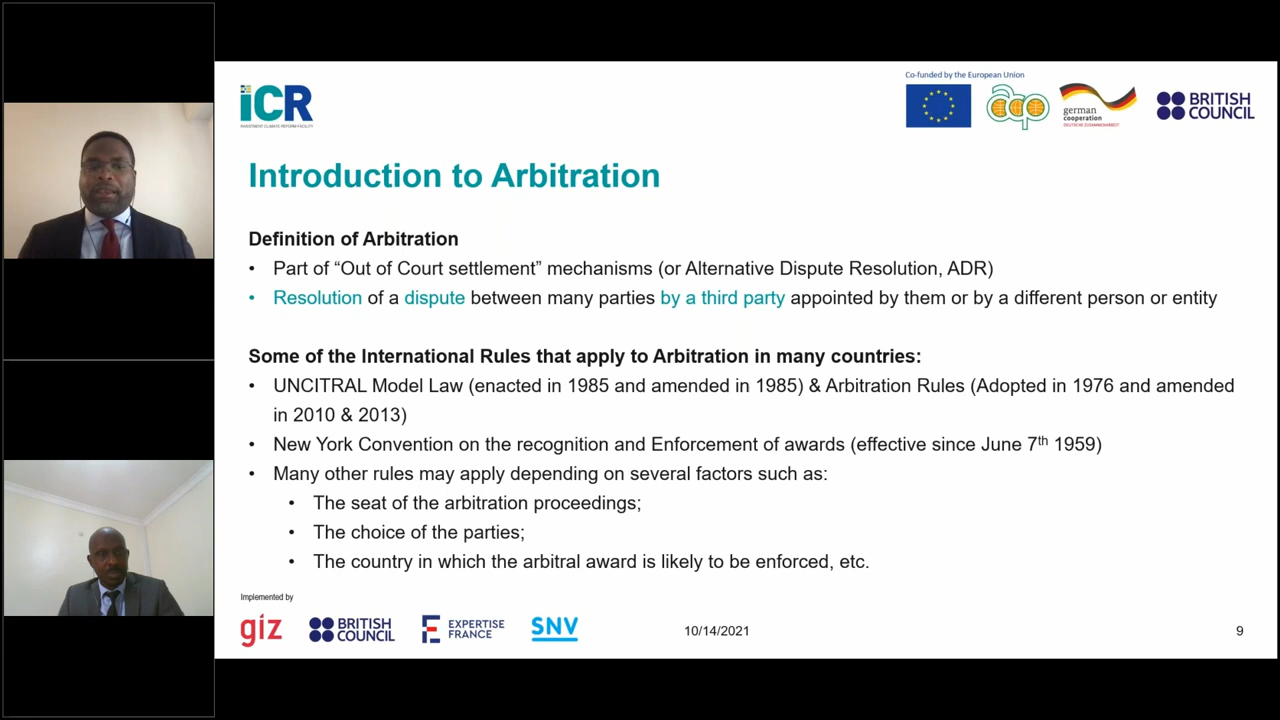 iCR
INVESTMENT CLIMATE REFORM FACILITY
Co-funded by the European Union
acp
german
cooperation
DEUTSCHE ZUSAMMENARBEIT
BRITISH
COUNCIL
Introduction to Arbitration
Definition of Arbitration
• Part of “Out of Court settlement” mechanisms (or Alternative Dispute Resolution, ADR)
• Resolution of a dispute between many parties by a third party appointed by them or by a different person or entity
Some of the International Rules that apply to Arbitration in many countries:
• UNCITRAL Model Law (enacted in 1985 and amended in 1985) & Arbitration Rules (Adopted in 1976 and amended
in 2010 & 2013)
• New York Convention on the recognition and Enforcement of awards (effective since June 7th 1959)
• Many other rules may apply depending on several factors such as:
• The seat of the arbitration proceedings;
• The choice of the parties;
• The country in which the arbitral award is likely to be enforced, etc.
Implemented by
giz
BRITISH
COUNCIL
EXPERTISE
FRANCE
SNV
10/14/2021
9